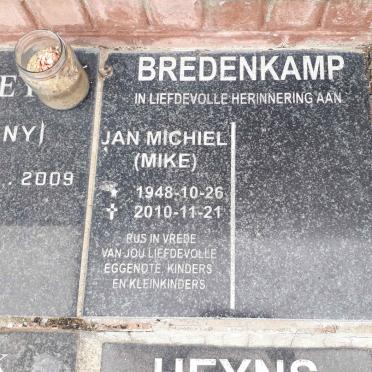 BREDENKAMP
IN LIEFDEVOLLE HERINNERING AAN
JAN MICHIEL
(MIKE)
1948-10-26
2010-11-21
RUS IN VREDE
VAN JOU LIEFDEVOLLE
EGGENOTE, KINDERS
EN KLEINKINDERS
2009
HEYNS